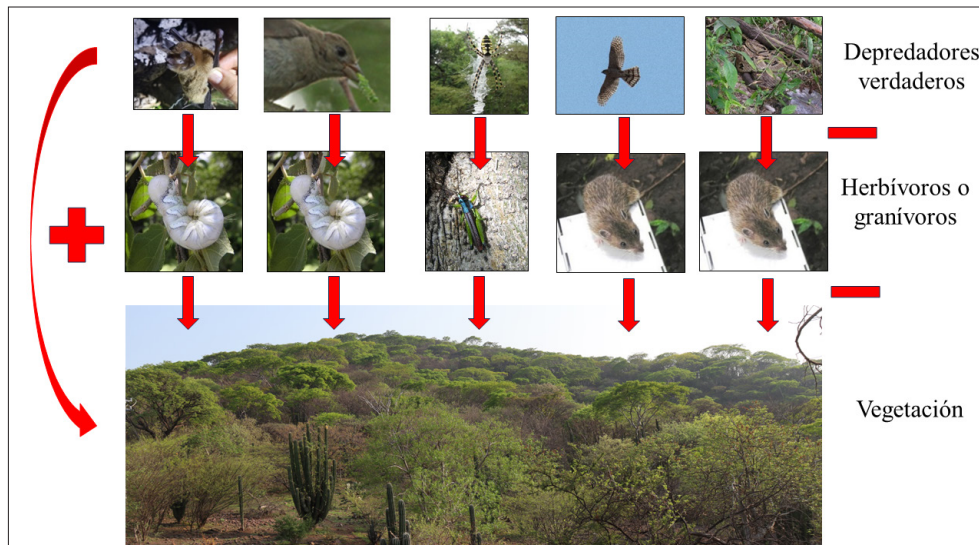 Depredadores
verdaderos
Herbívoros o
granívoros
Vegetación